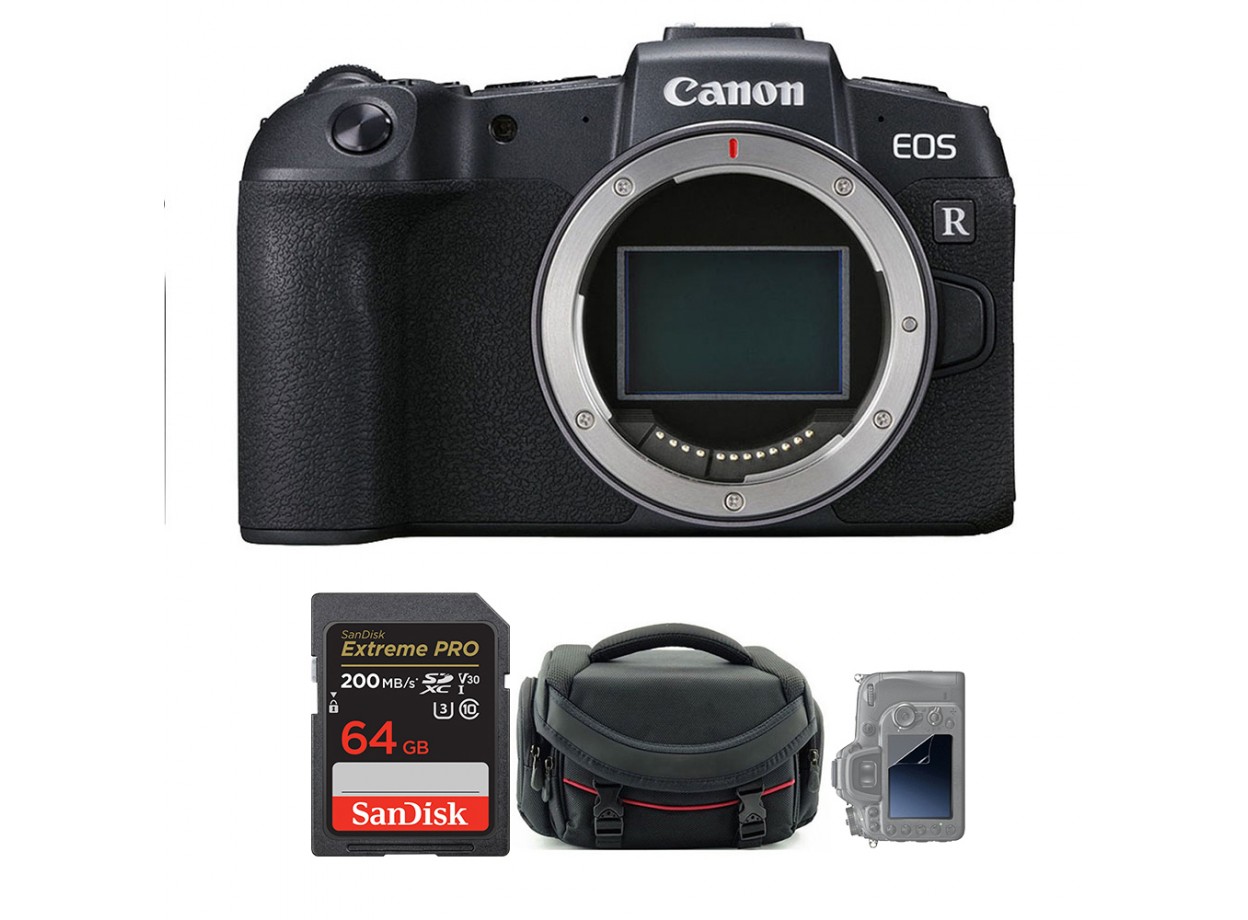 Canon
EOS
R
SanDisk
Extreme PRO
200 MB/s* SD XC V30 I
3 10
64 GB
SanDisk